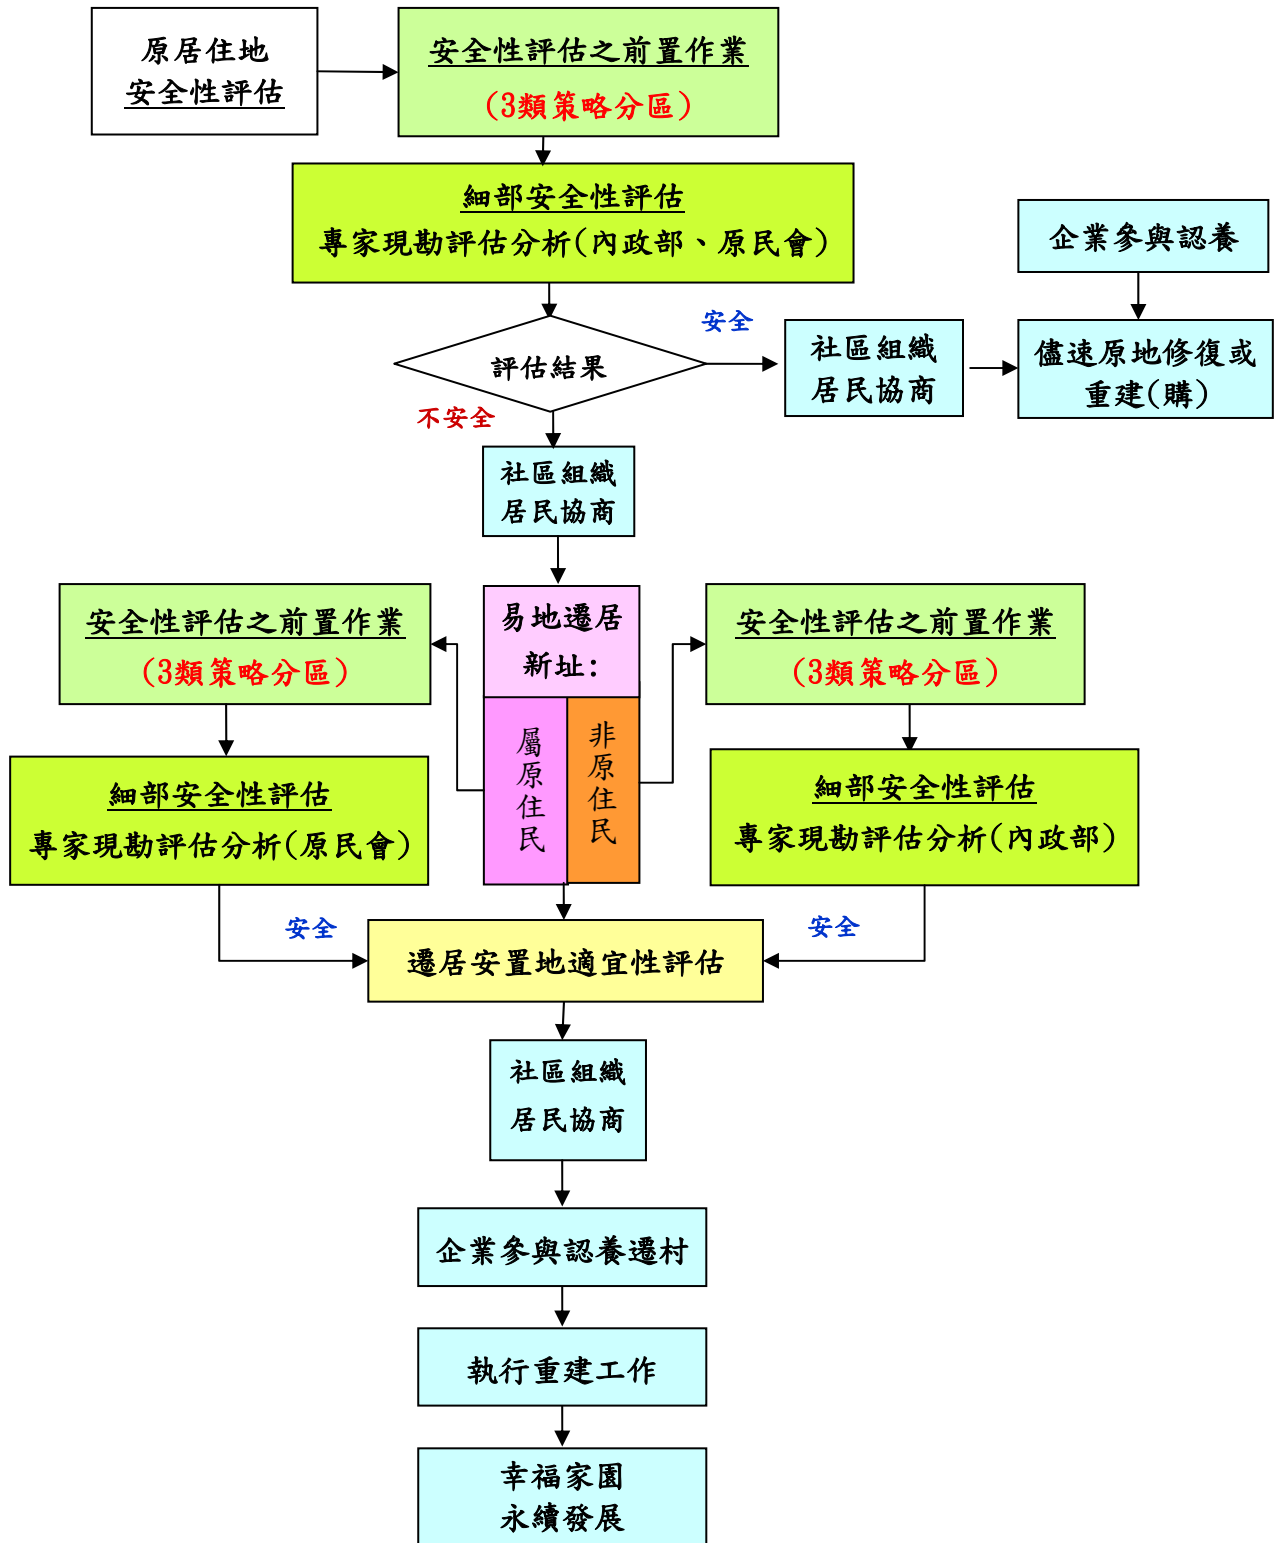 原居住地
安全性評估
安全性評估之前置作業
(3類策略分區)
細部安全性評估
專家現勘評估分析(內政部、原民會)
企業參與認養
評估結果
安全
社區組織
居民協商
儘速原地修復或
重建(購)
不安全
社區組織
居民協商
安全性評估之前置作業
(3類策略分區)
易地遷居
新址:
安全性評估之前置作業
(3類策略分區)
屬原住民
非原住民
細部安全性評估
專家現勘評估分析(原民會)
細部安全性評估
專家現勘評估分析(內政部)
安全
安全
遷居安置地適宜性評估
社區組織
居民協商
企業參與認養遷村
執行重建工作
幸福家園
永續發展